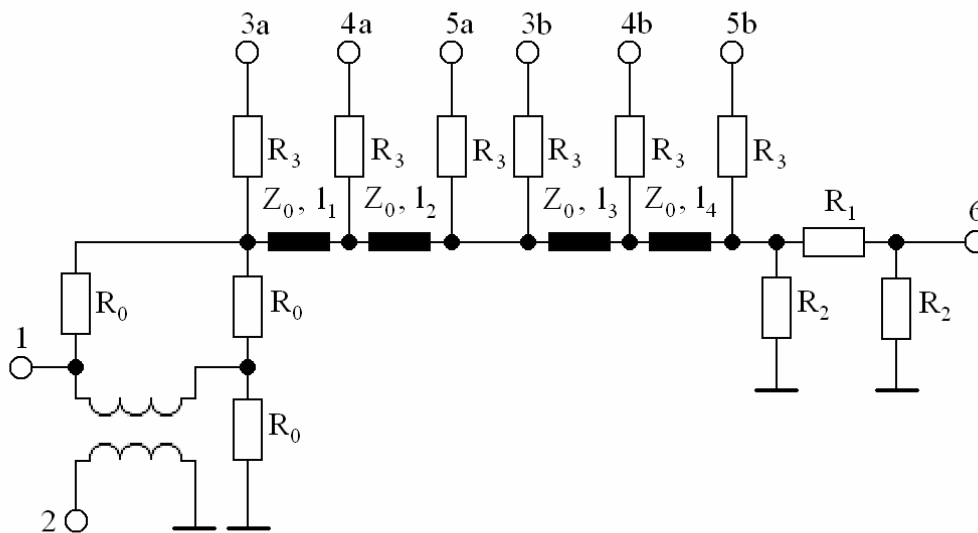 3a 4a 5a 3b 4b 5b
R3 R3 R3 R3 R3 R3
Z0, l1 Z0, l2 Z0, l3 Z0, l4
R1 6
R0 R0 R2 R2
1
R0
2